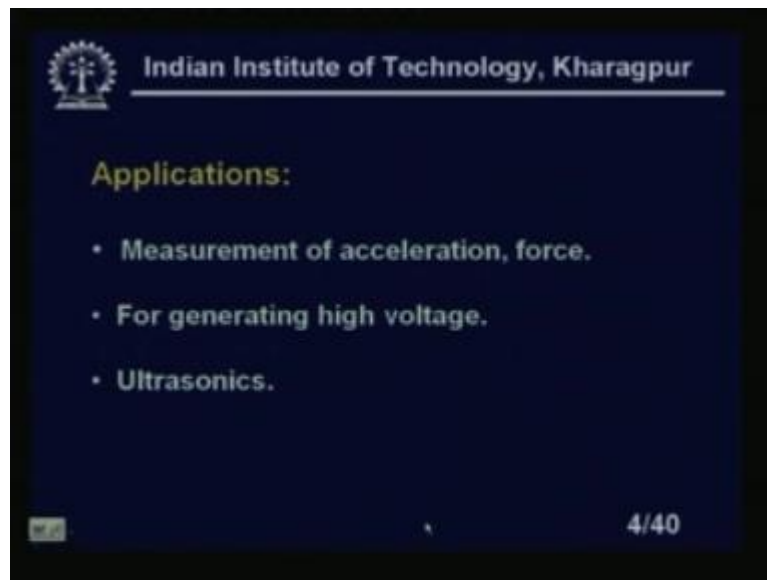 Indian Institute of Technology, Kharagpur
Applications:
• Measurement of acceleration, force.
• For generating high voltage.
• Ultrasonics.
4/40